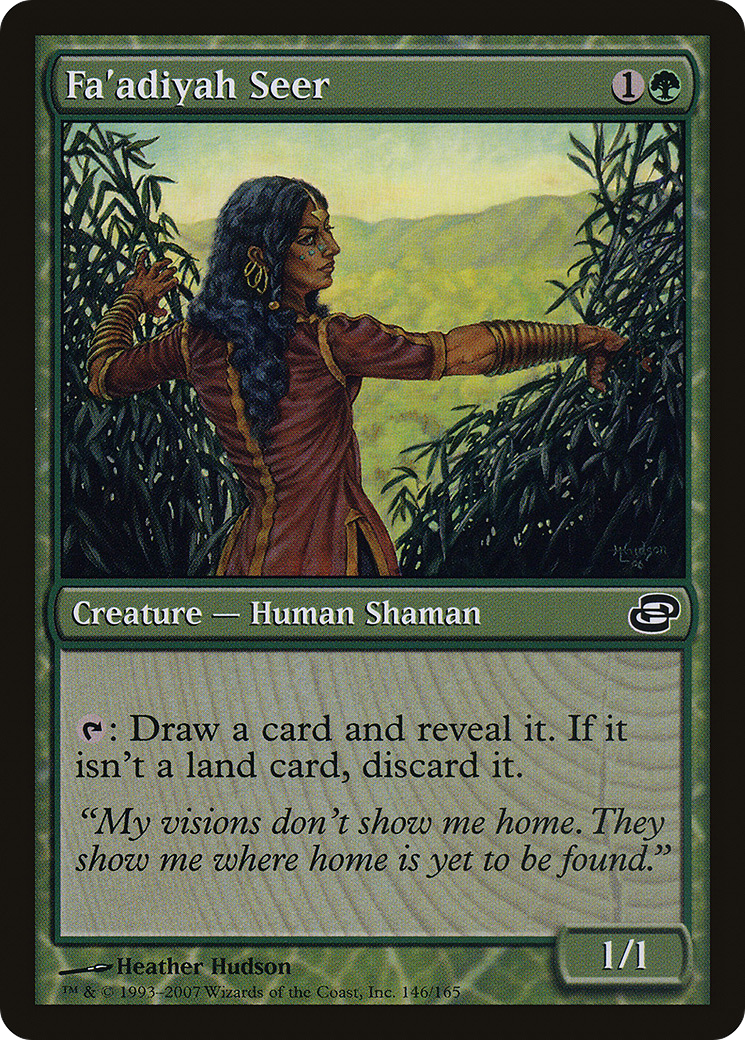 Fa'adiyah Seer 1
Hudson
Creature — Human Shaman
: Draw a card and reveal it. If it
isn't a land card, discard it.
“My visions don't show me home. They
show me where home is yet to be found.”
1/1
Heather Hudson
™ & © 1993–2007 Wizards of the Coast, Inc. 146/165